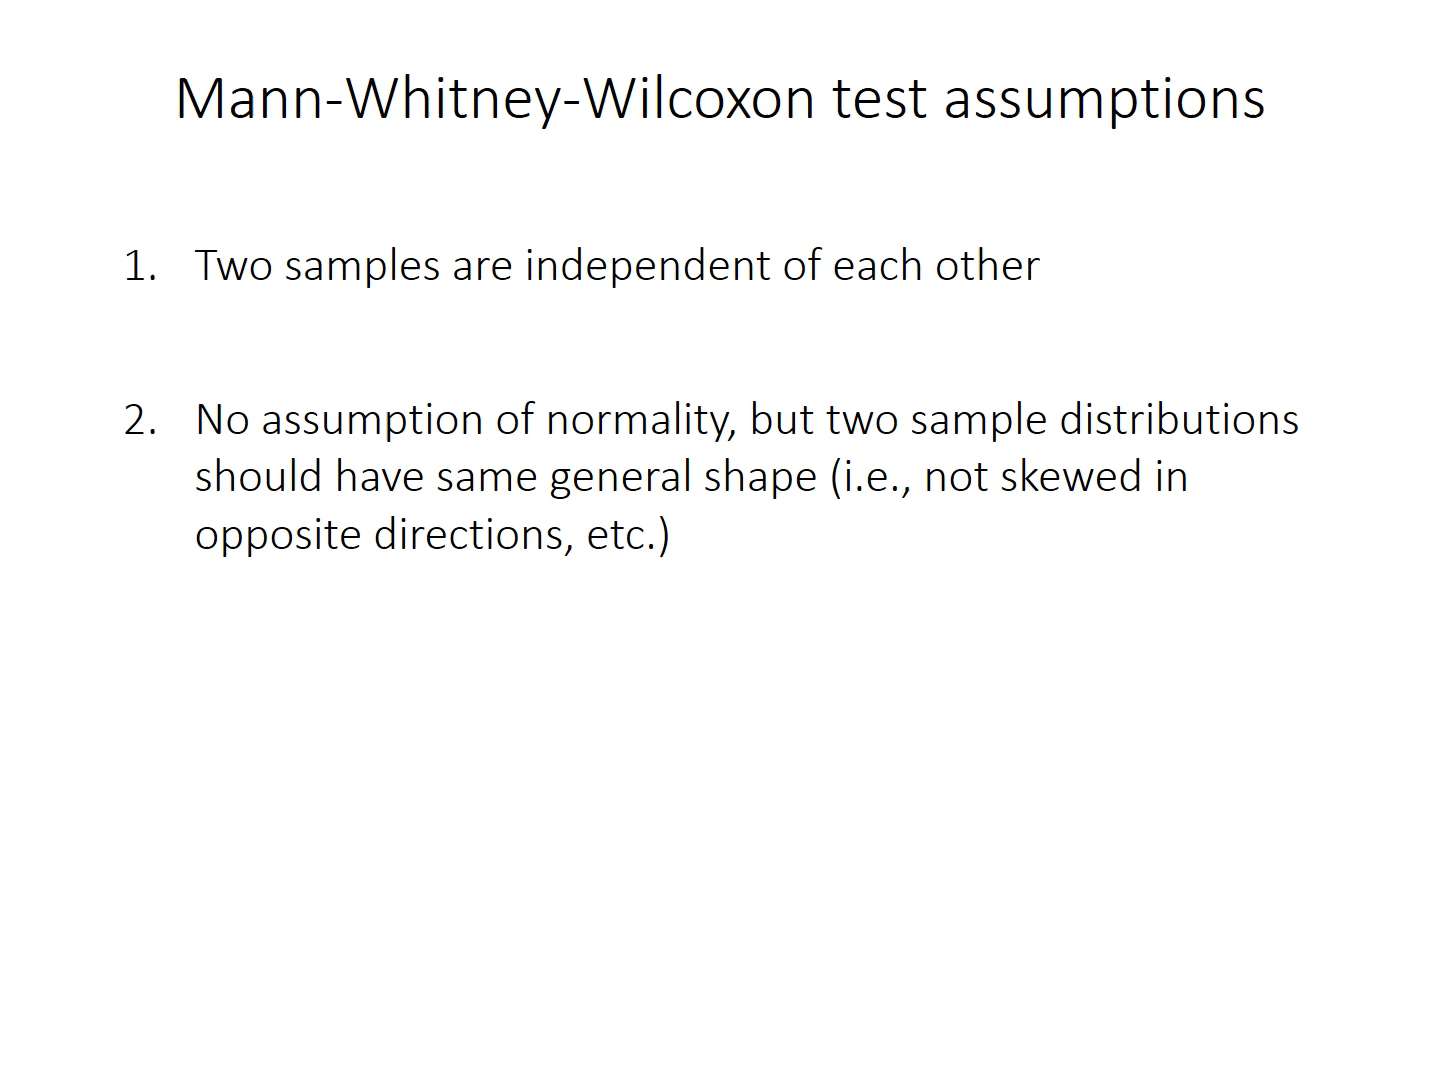 Mann-Whitney-Wilcoxon test assumptions
1. Two samples are independent of each other
2. No assumption of normality, but two sample distributions
should have same general shape (i.e., not skewed in
opposite directions, etc.)